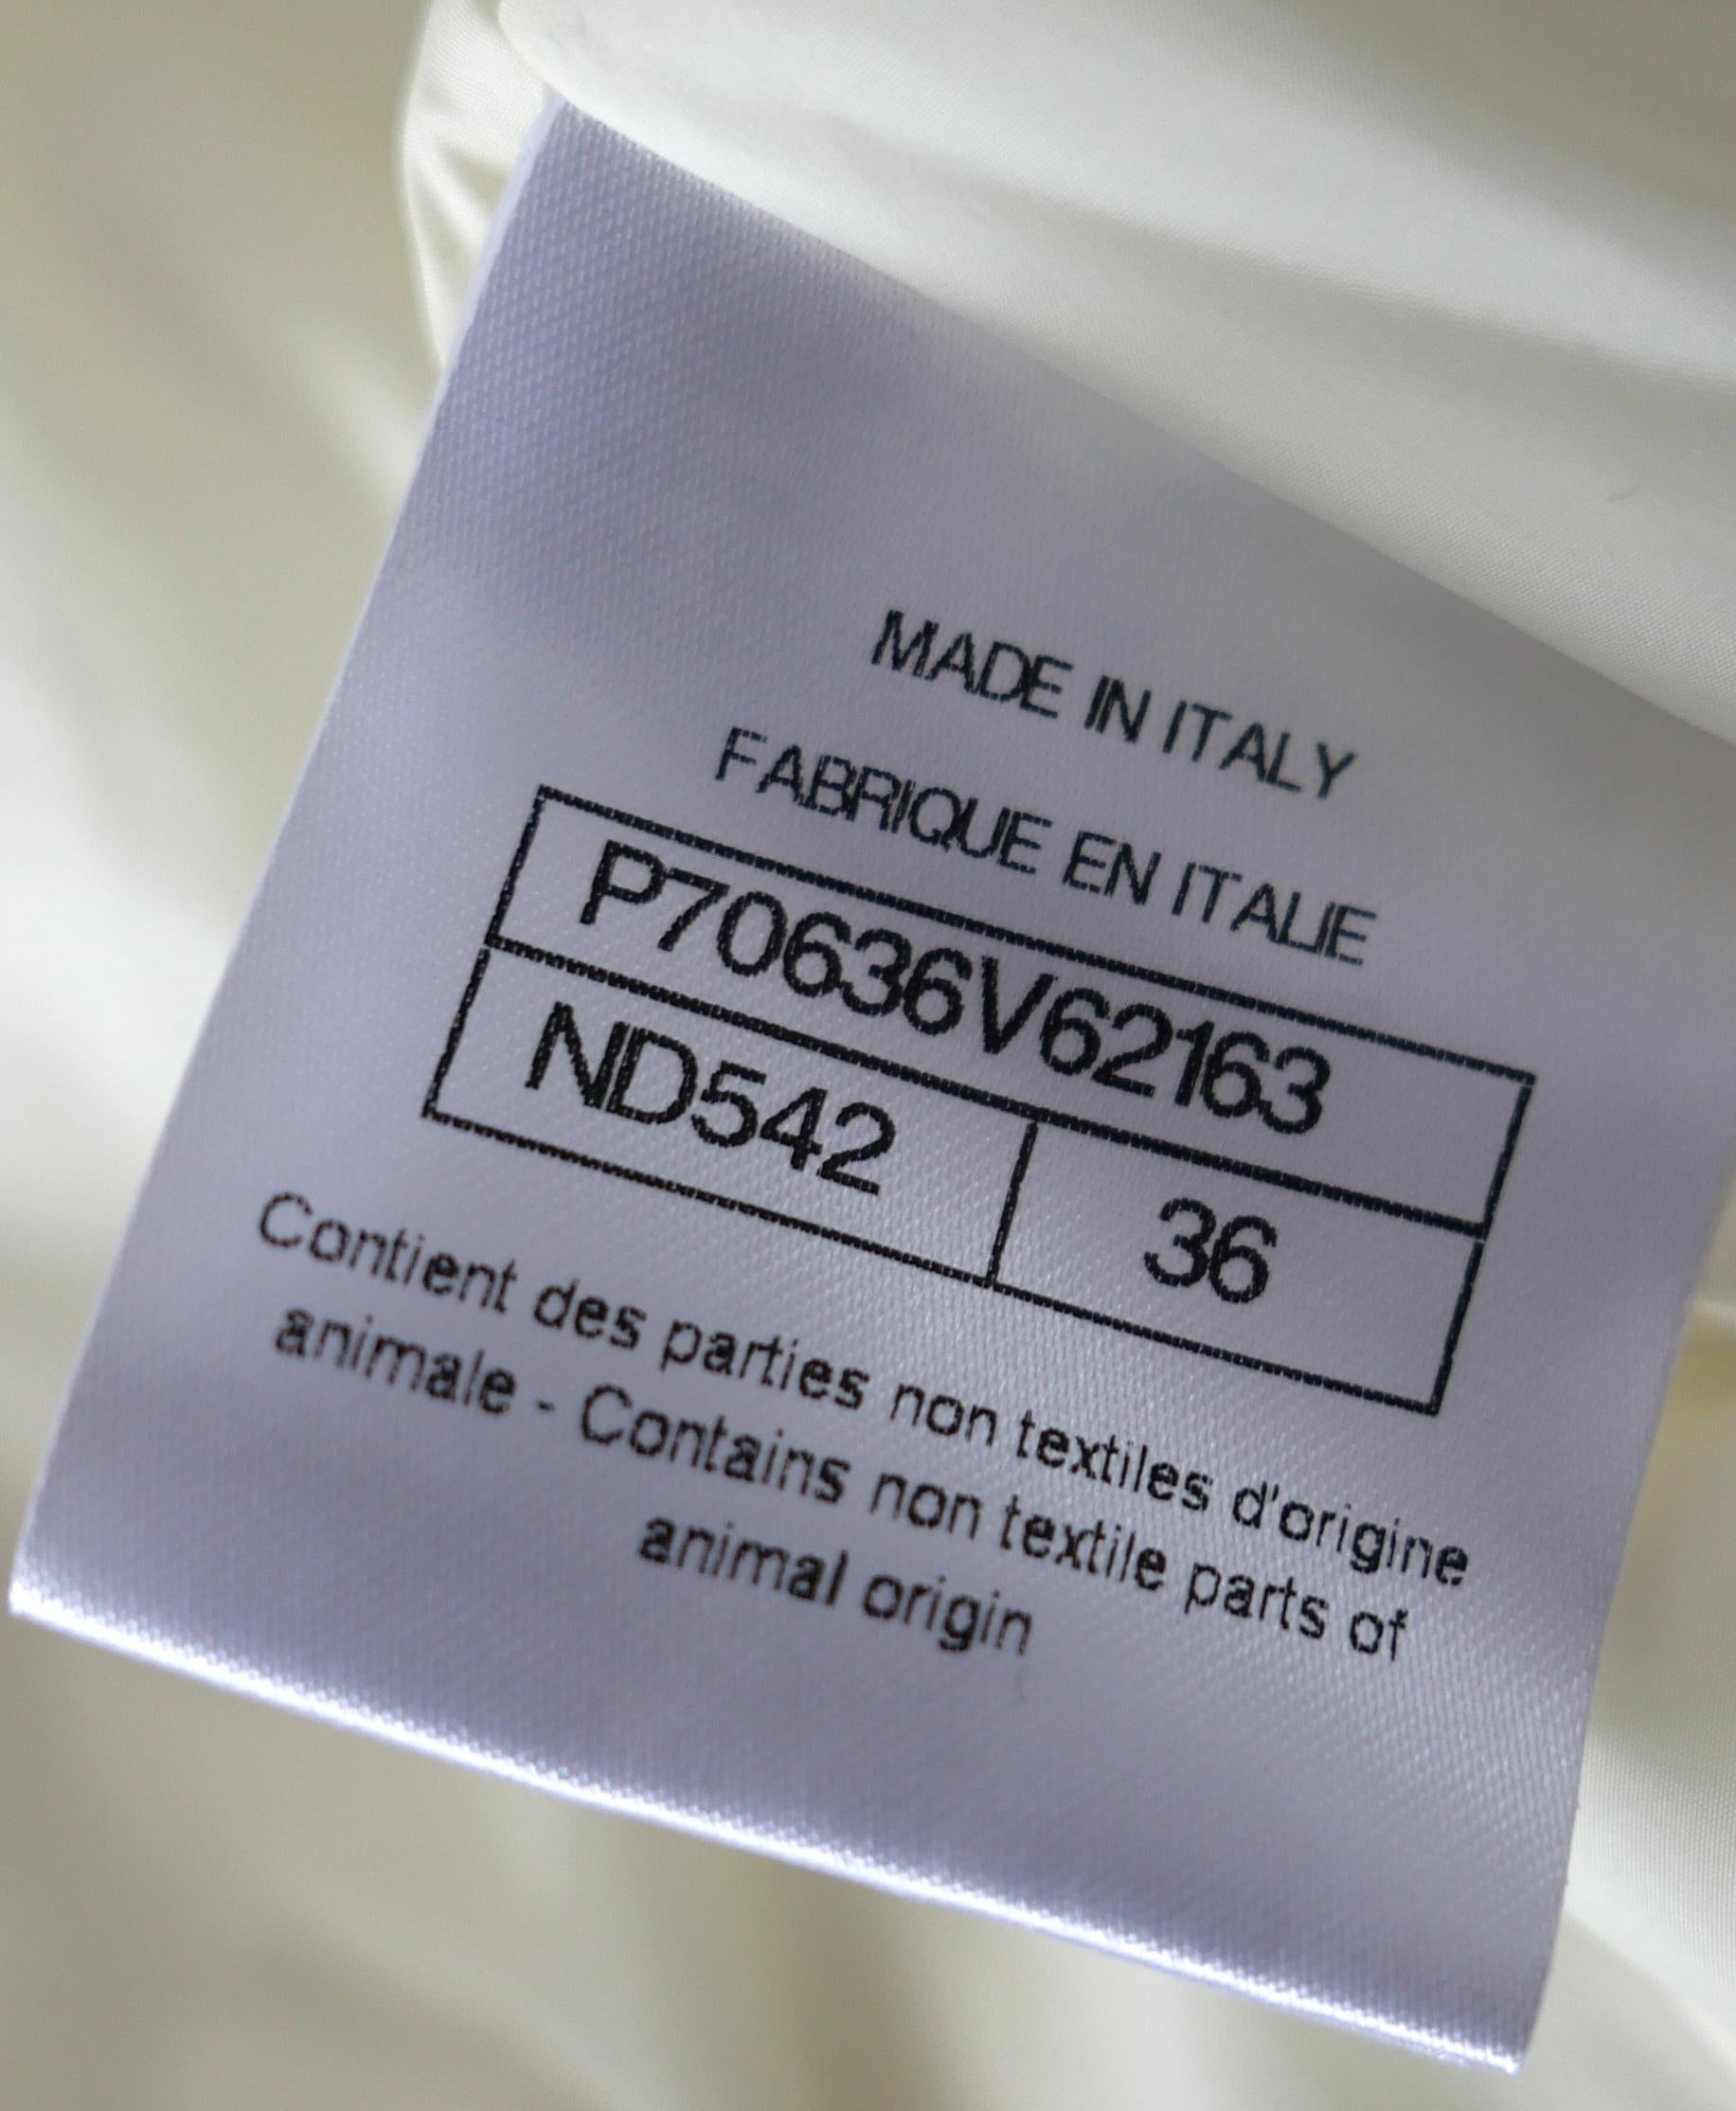 MADE IN ITALY
FABRIQUE EN ITALIE
P70636V62163
ND542 36
Contient des parties non textiles d'origine
animale - Contains non textile parts of
animal origin